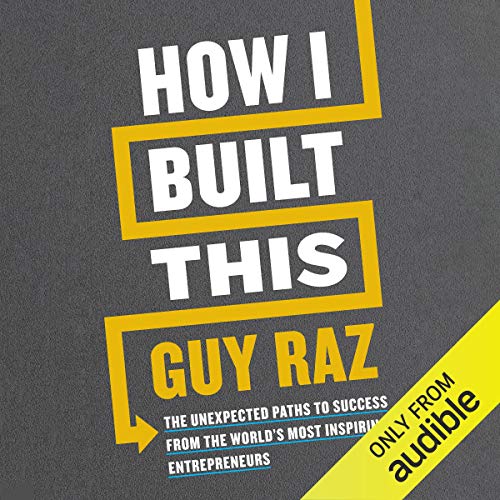 HOW I
BUILT
THIS
GUY RAZ
THE UNEXPECTED PATHS TO SUCCESS
FROM THE WORLD'S MOST
ENTREPRENEURS
ONLY FROM
audible